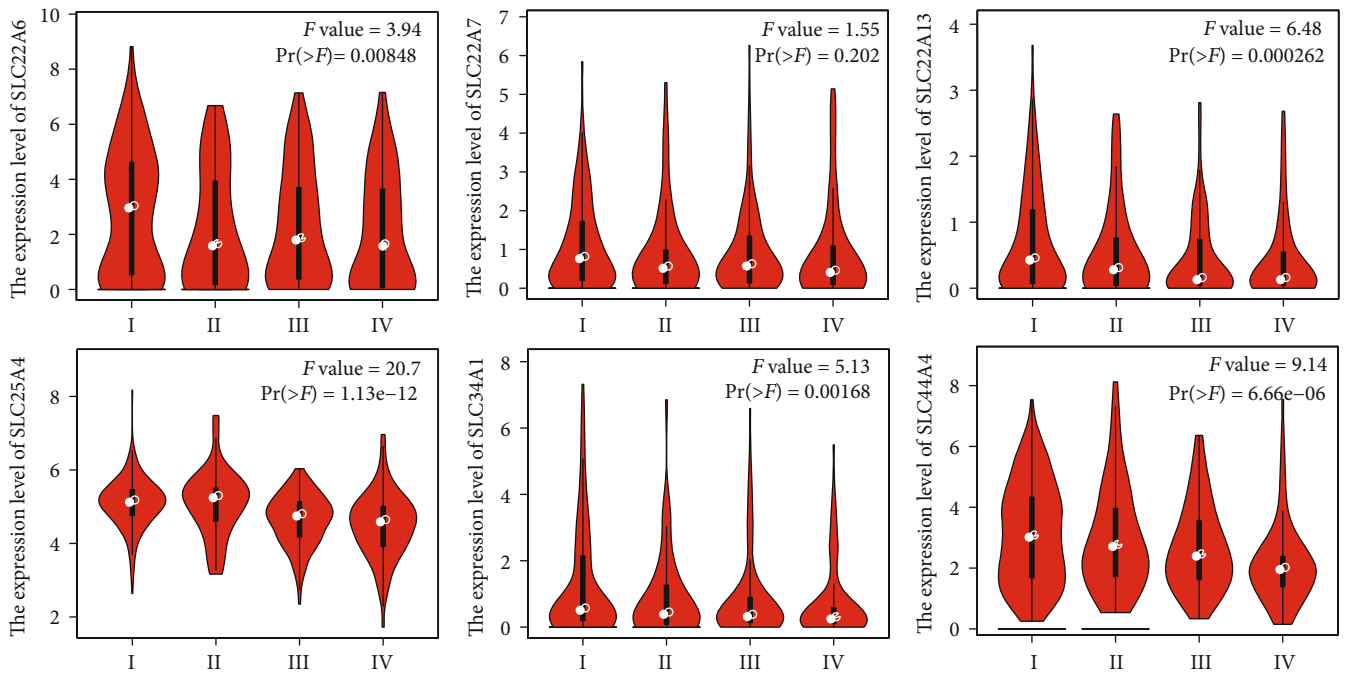 The expression level of SLC22A6
10
8
6
4
2
0
F value = 3.94
Pr(>F)= 0.00848
I II III IV
The expression level of SLC22A7
7
6
5
4
3
2
1
0
F value = 1.55
Pr(>F) = 0.202
I II III IV
The expression level of SLC22A13
4
3
2
1
0
F value = 6.48
Pr(>F) = 0.000262
I II III IV
The expression level of SLC25A4
8
6
4
2
F value = 20.7
Pr(>F) = 1.13e−12
I II III IV
The expression level of SLC34A1
8
6
4
2
0
F value = 5.13
Pr(>F) = 0.00168
I II III IV
The expression level of SLC44A4
8
6
4
2
0
F value = 9.14
Pr(>F) = 6.66e−06
I II III IV